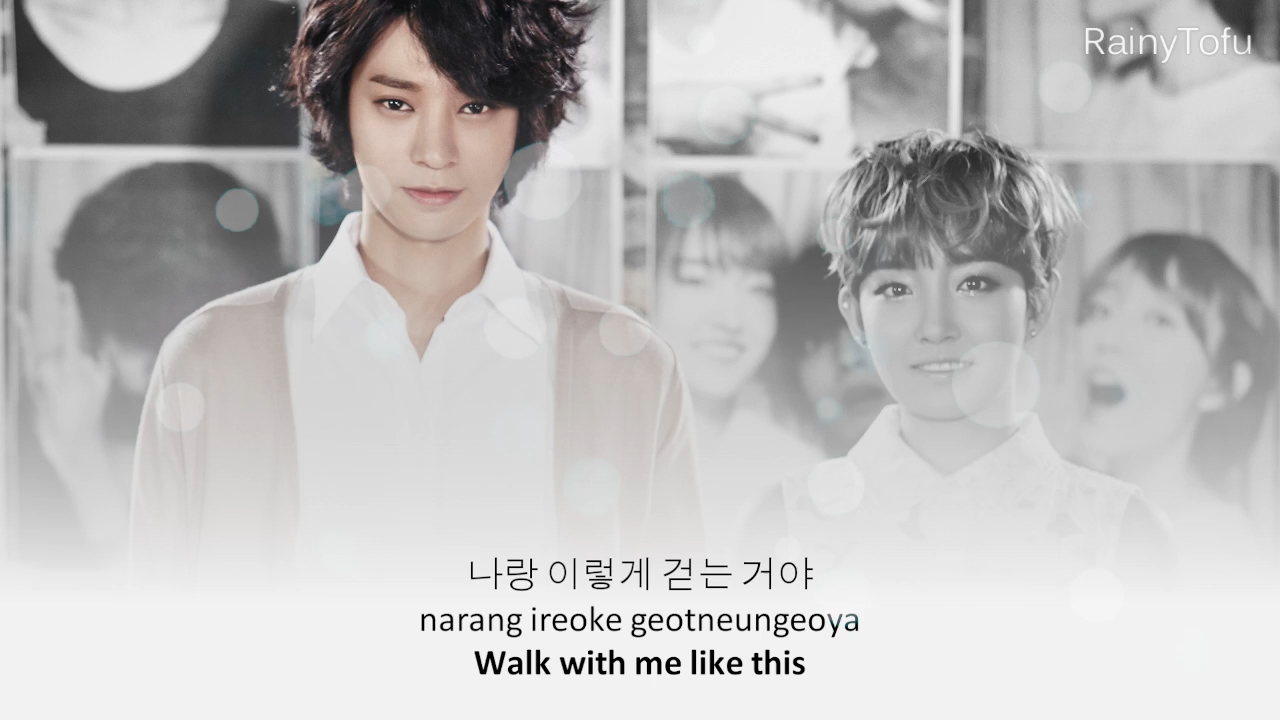 RainyTofu
나랑 이렇게 걷는 거야
narang ireoke geotneungeoya
Walk with me like this